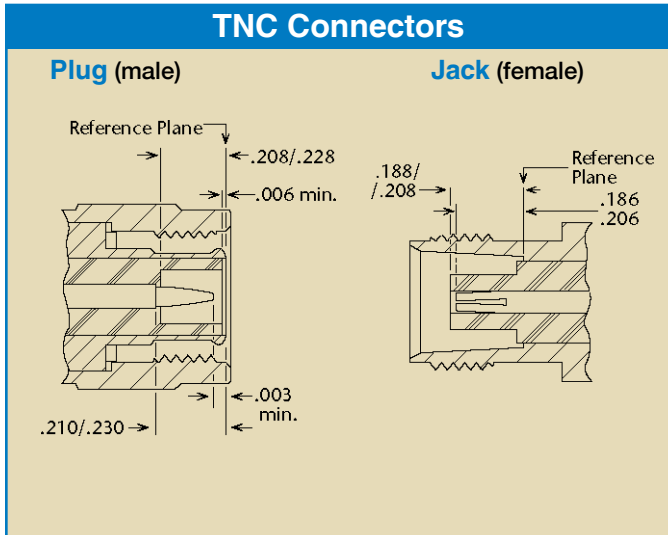 TNC Connectors
Plug (male)
Jack (female)
Reference Plane
.208/.228
.006 min.
.003
min.
.210/.230
.188/
/.208
Reference
Plane
.186
.206